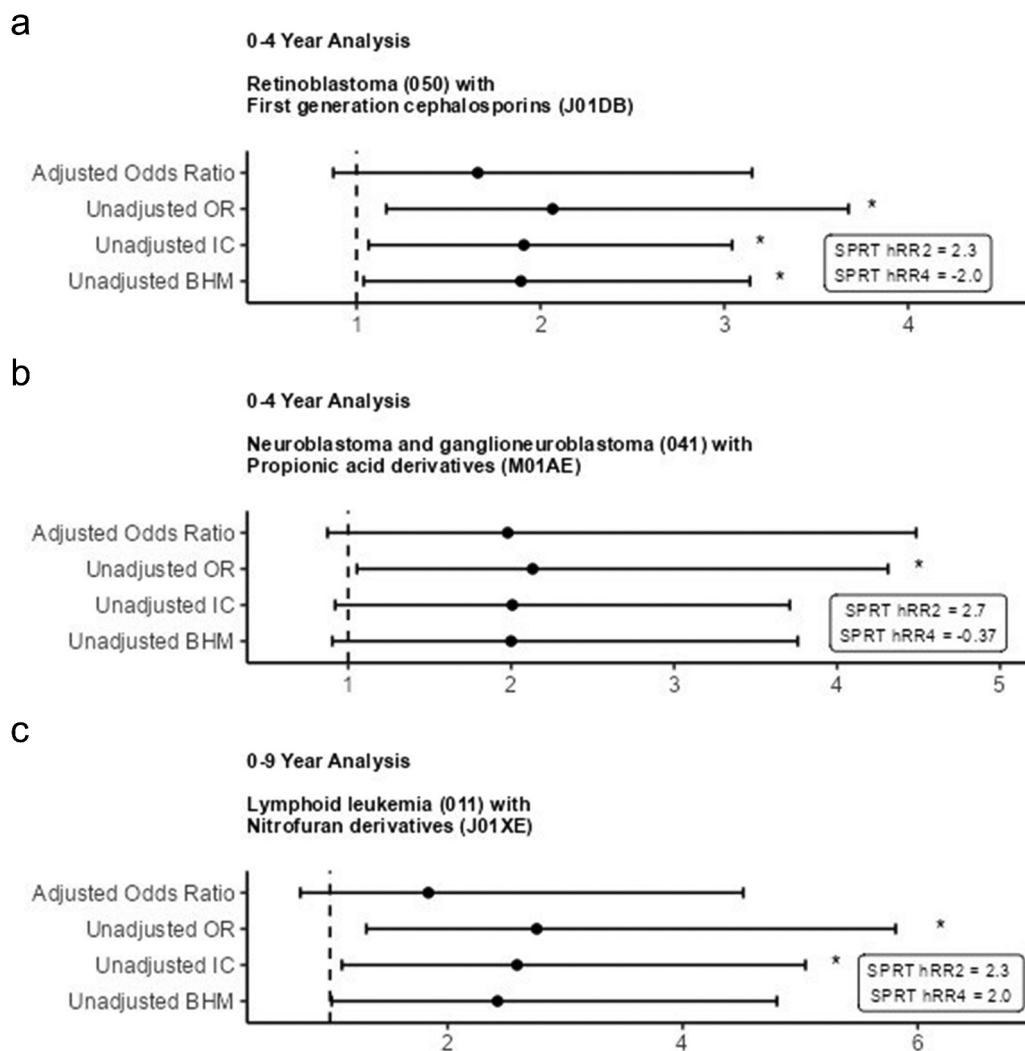 a
0-4 Year Analysis
Retinoblastoma (050) with
First generation cephalosporins (J01DB)
Adjusted Odds Ratio
Unadjusted OR
*
Unadjusted IC
*
Unadjusted BHM
*
SPRT hRR2 = 2.3
SPRT hRR4 = -2.0
1 2 3 4
b
0-4 Year Analysis
Neuroblastoma and ganglioneuroblastoma (041) with
Propionic acid derivatives (M01AE)
Adjusted Odds Ratio
Unadjusted OR
*
Unadjusted IC
Unadjusted BHM
SPRT hRR2 = 2.7
SPRT hRR4 = -0.37
1 2 3 4 5
c
0-9 Year Analysis
Lymphoid leukemia (011) with
Nitrofuran derivatives (J01XE)
Adjusted Odds Ratio
Unadjusted OR
*
Unadjusted IC
*
Unadjusted BHM
SPRT hRR2 = 2.3
SPRT hRR4 = 2.0
2 4 6